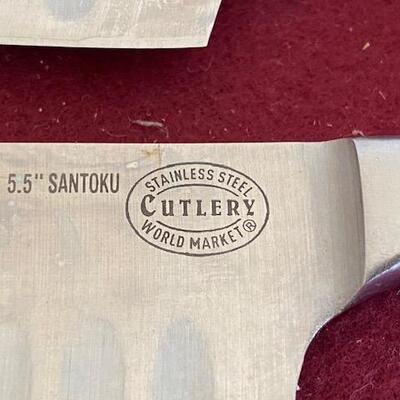 5.5" SANTOKU
STAINLESS STEEL
CUTLERY
WORLD MARKET®